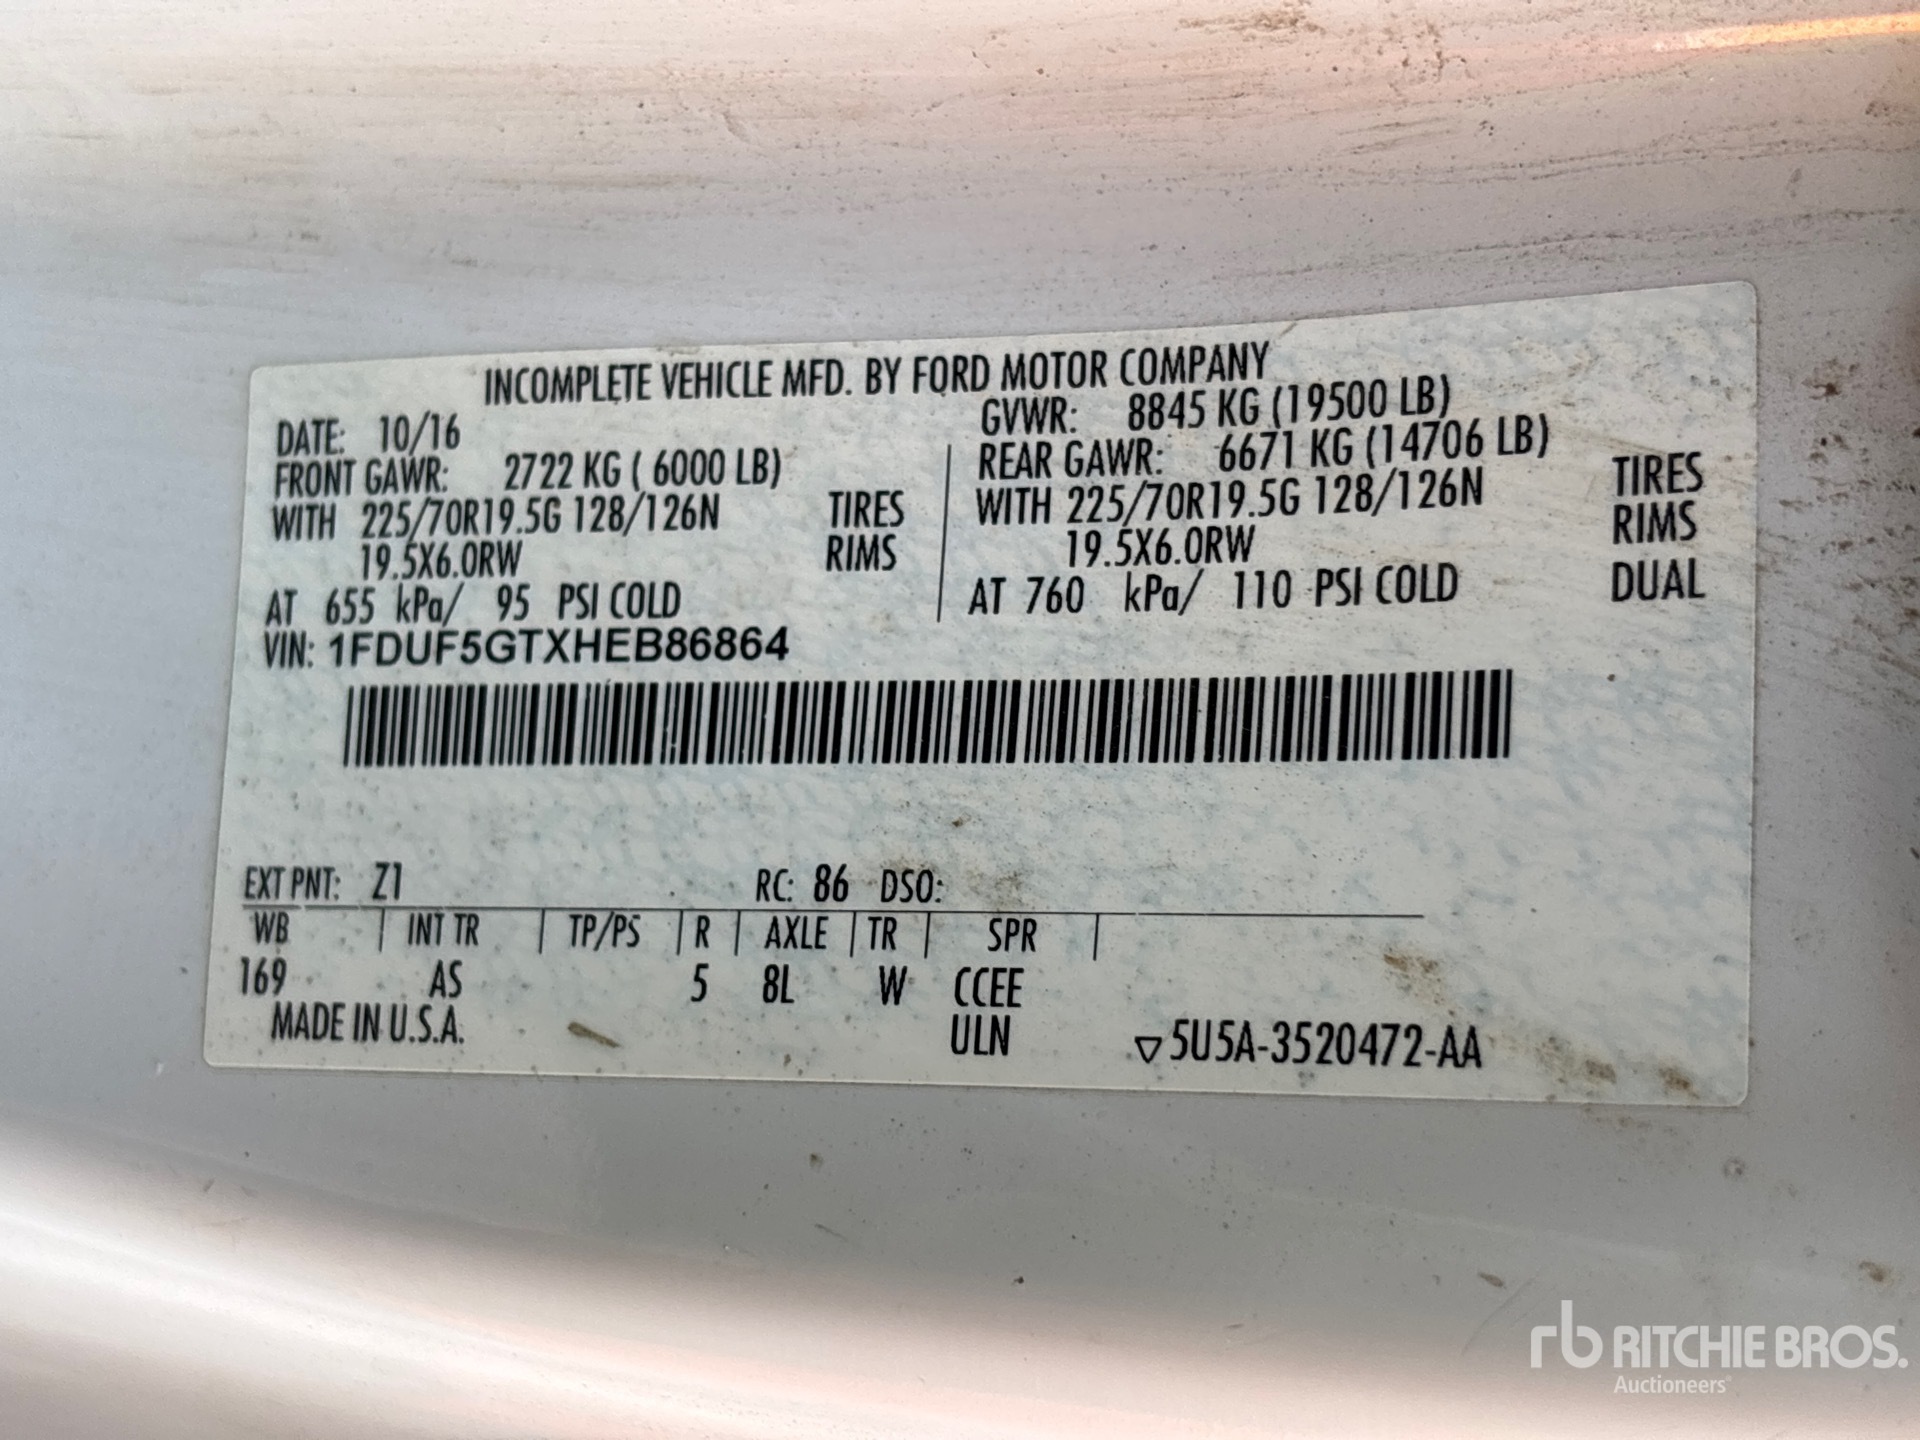 INCOMPLETE VEHICLE MFD. BY FORD MOTOR COMPANY
DATE: 10/16 GVWR: 8845 KG (19500 LB)
FRONT GAWR: 2722 KG ( 6000 LB) REAR GAWR: 6671 KG (14706 LB)
WITH 225/70R19.5G 128/126N TIRES WITH 225/70R19.5G 128/126N TIRES
19.5X6.0RW RIMS 19.5X6.0RW RIMS
AT 655 kPa/ 95 PSI COLD AT 760 kPa/ 110 PSI COLD DUAL
VIN: 1FDUF5GTXHEB86864
EXT PNT: Z1 RC: 86 DSO:
WB | INT TR | TP/PS | R | AXLE | TR | SPR |
169 AS 5 8L W CCEE
MADE IN U.S.A. ULN ▽5U5A-3520472-AA
rb RITCHIE BROS.
Auctioneers